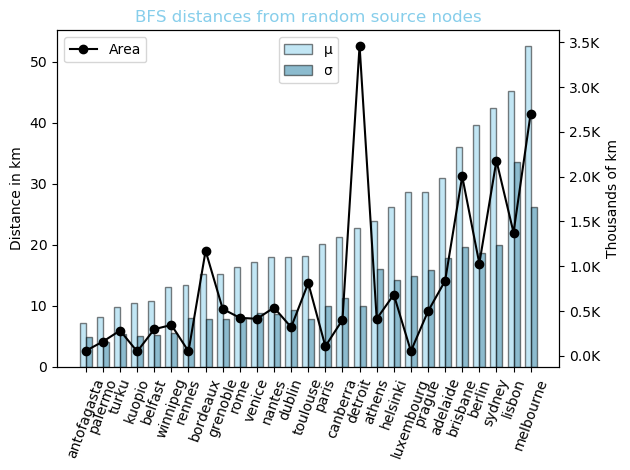 BFS distances from random source nodes
Area
μ
σ
Distance in km
50
40
30
20
10
0
3.5K
3.0K
2.5K
2.0K
1.5K
1.0K
0.5K
0.0K
Thousands of km
antofagasta
palermo
turku
kuopio
belfast
winnipeg
rennes
bordeaux
grenoble
rome
venice
nantes
dublin
toulouse
paris
canberra
detroit
athens
helsinki
luxembourg
prague
adelaide
brisbane
berlin
sydney
lisbon
melbourne